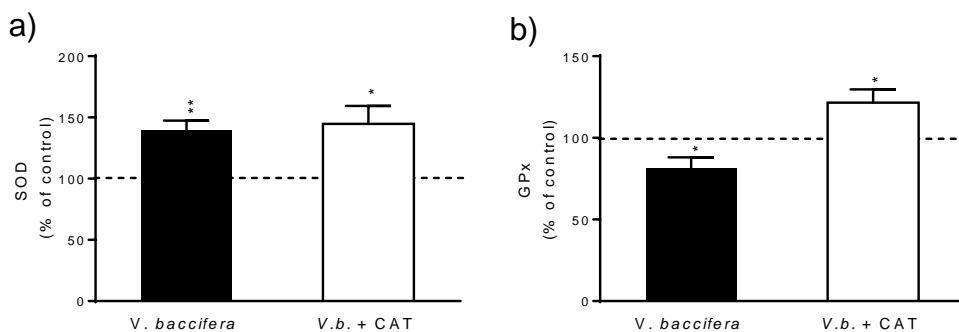 a)
200
150
100
50
0
SOD
(% of control)
**
*
V. baccifera
V.b. + CAT
b)
150
100
50
0
GPx
(% of control)
*
*
V. baccifera
V.b. + CAT